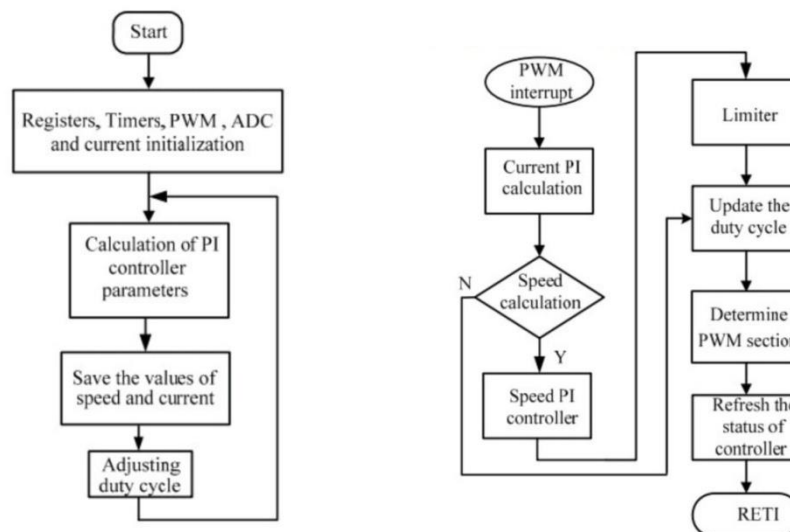 Start
Registers, Timers, PWM , ADC
and current initialization
Calculation of PI
controller
parameters
Save the values of
speed and current
Adjusting
duty cycle
PWM
interrupt
Current PI
calculation
N
Speed
calculation
Y
Speed PI
controller
Limiter
Update the
duty cycle
Determine
PWM section
Refresh the
status of
controller
RETI